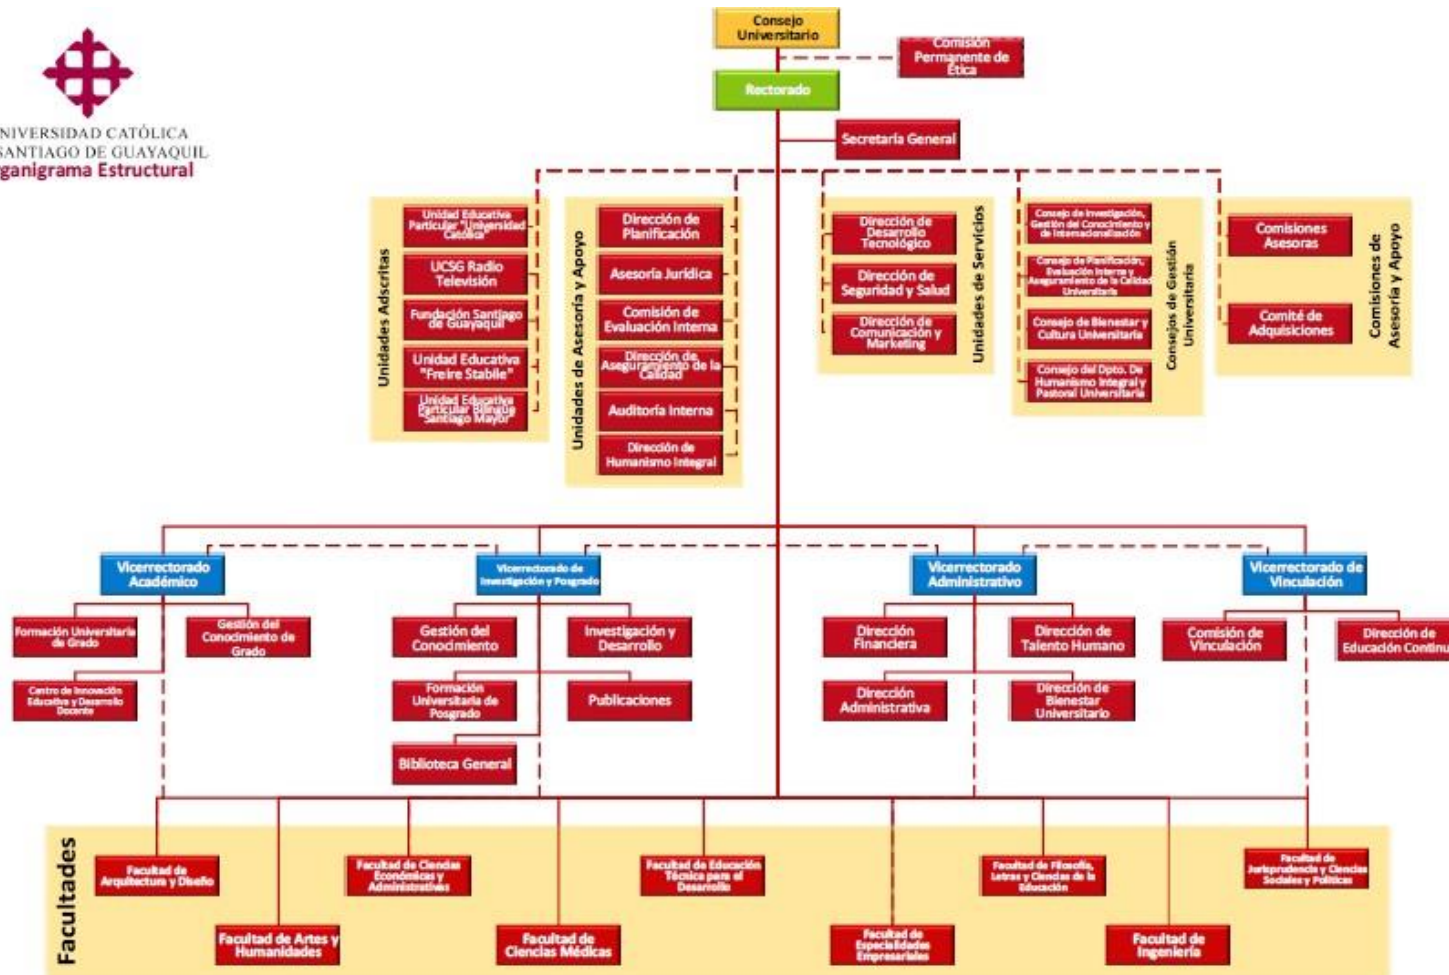 Consejo
Universitario
Comisión
Permanente de
Ética
Rectorado
NIVERSIDAD CATÓLICA
SANTIAGO DE GUAYAQUIL
ganigrama Estructural
Secretaría General
Unidades Adscritas
Unidad Educativa
Particular "Universidad
Católica"
UCSG Radio
Televisión
Fundación Santiago
de Guayaquil
Unidad Educativa
"Freire Stabile"
Unidad Educativa
Particular Bilingüe
Santiago Mayor
Unidades de Asesoría y Apoyo
Dirección de
Planificación
Asesoría Jurídica
Comisión de
Evaluación Interna
Dirección de
Aseguramiento de la
Calidad
Auditoría Interna
Dirección de
Humanismo Integral
Dirección de
Desarrollo
Tecnológico
Dirección de
Seguridad y Salud
Dirección de
Comunicación y
Marketing
Unidades de Servicios
Consejo de Investigación,
Gestión del Conocimiento y
de Internacionalización
Consejo de Planificación,
Evaluación Interna y
Aseguramiento de la Calidad
Universitaria
Consejo de Bienestar y
Cultura Universitaria
Consejo del Dpto. De
Humanismo Integral y
Pastoral Universitaria
Consejos de Gestión
Universitaria
Comisiones
Asesoras
Comité de
Adquisiciones
Comisiones de
Asesoría y Apoyo
Vicerrectorado
Académico
Vicerrectorado de
Investigación y Posgrado
Vicerrectorado
Administrativo
Vicerrectorado de
Vinculación
Formación Universitaria
de Grado
Gestión del
Conocimiento de
Grado
Gestión del
Conocimiento
Investigación y
Desarrollo
Dirección
Financiera
Dirección de
Talento Humano
Comisión de
Vinculación
Dirección de
Educación Continu
Centro de Innovación
Educativa y Desarrollo
Docente
Formación
Universitaria de
Posgrado
Publicaciones
Dirección
Administrativa
Dirección de
Bienestar
Universitario
Biblioteca General
Facultades
Facultad de
Arquitectura y Diseño
Facultad de Ciencias
Económicas y
Administrativas
Facultad de Educación
Técnica para el
Desarrollo
Facultad de Filosofía,
Letras y Ciencias de la
Educación
Facultad de
Jurisprudencia y Ciencias
Sociales y Políticas
Facultad de Artes y
Humanidades
Facultad de
Ciencias Médicas
Facultad de
Especialidades
Empresariales
Facultad de
Ingeniería